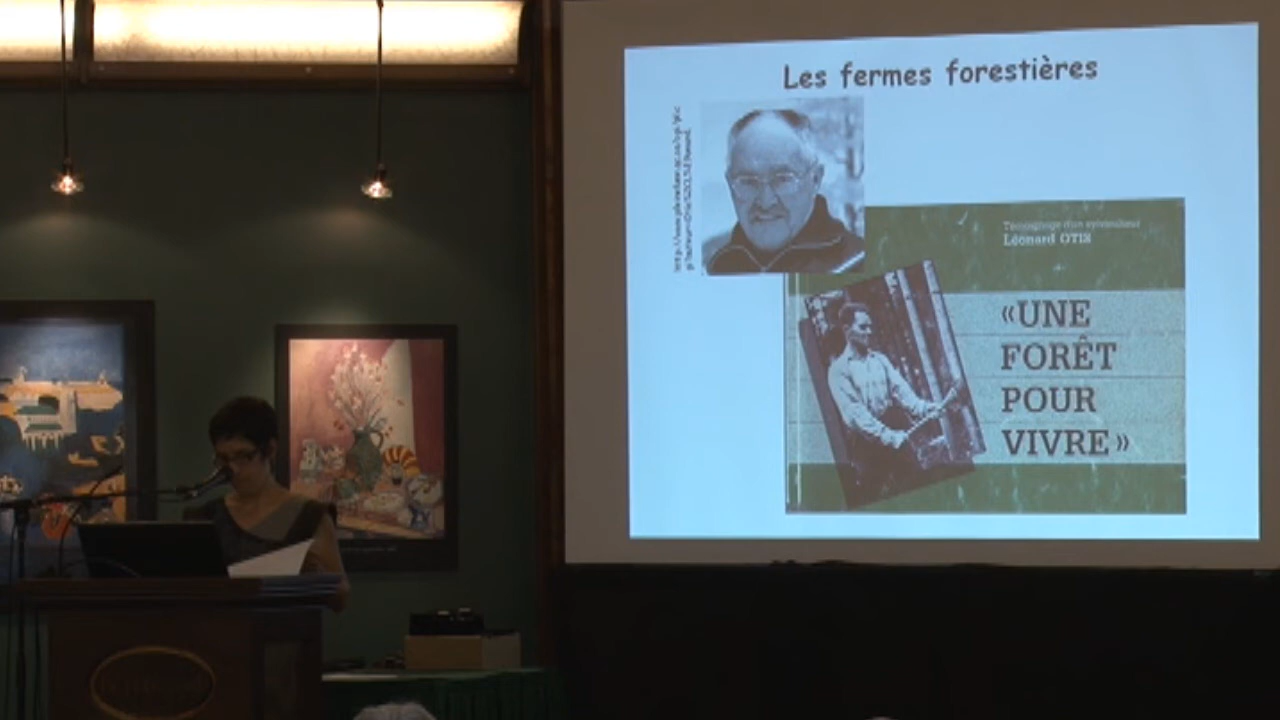 Les fermes forestières
Témoignage d'un sylviculteur
Léonard OTIS
«UNE
FORÊT
POUR
VIVRE»